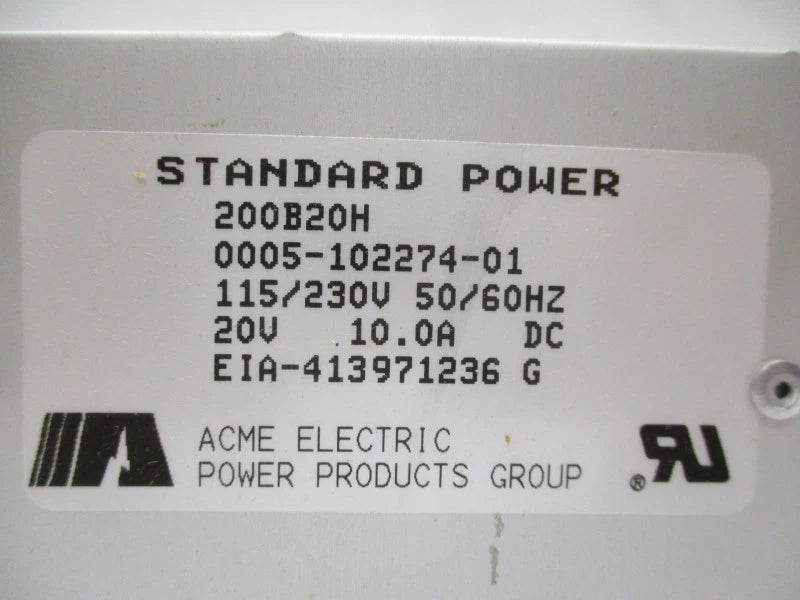 STANDARD POWER
200B20H
0005-102274-01
115/230V 50/60HZ
20V 10.0A DC
EIA-413971236 G
ACME ELECTRIC
POWER PRODUCTS GROUP
®